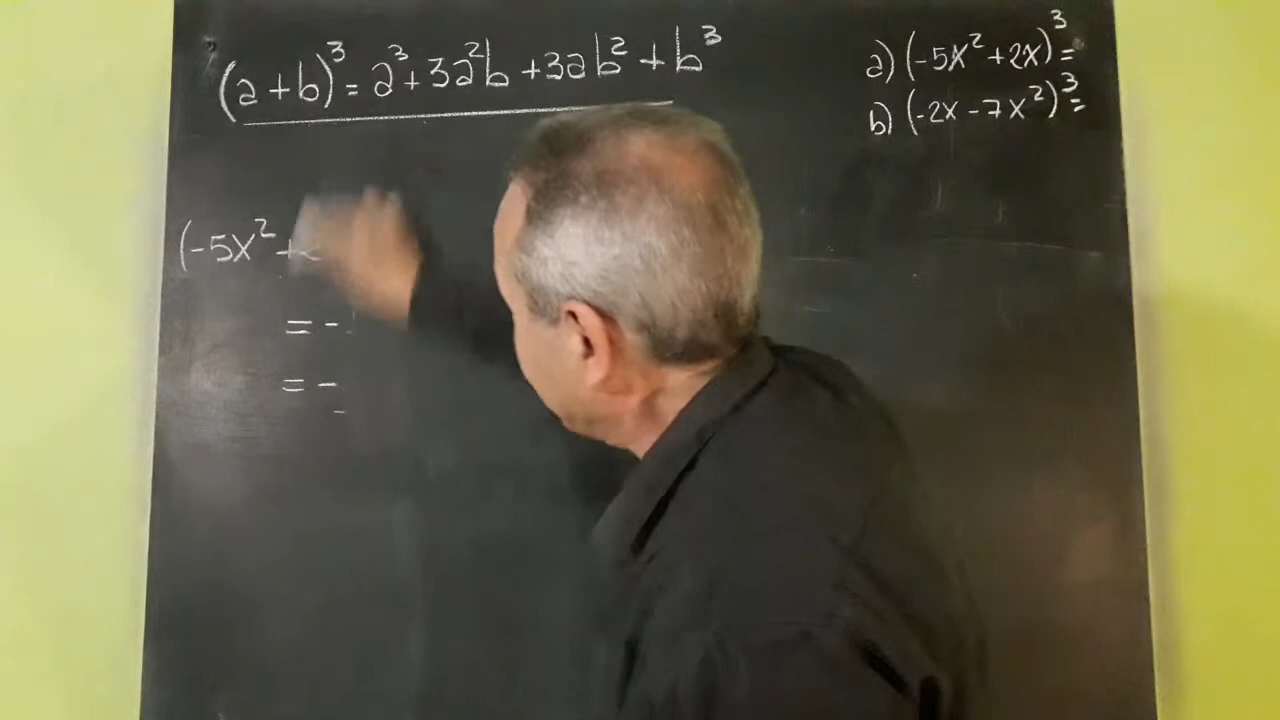 (a+b)³ = a³+3a²b+3ab²+b³
a) (-5x²+2x)³=
b) (-2x-7x²)³=
(-5x²+
= -
= -